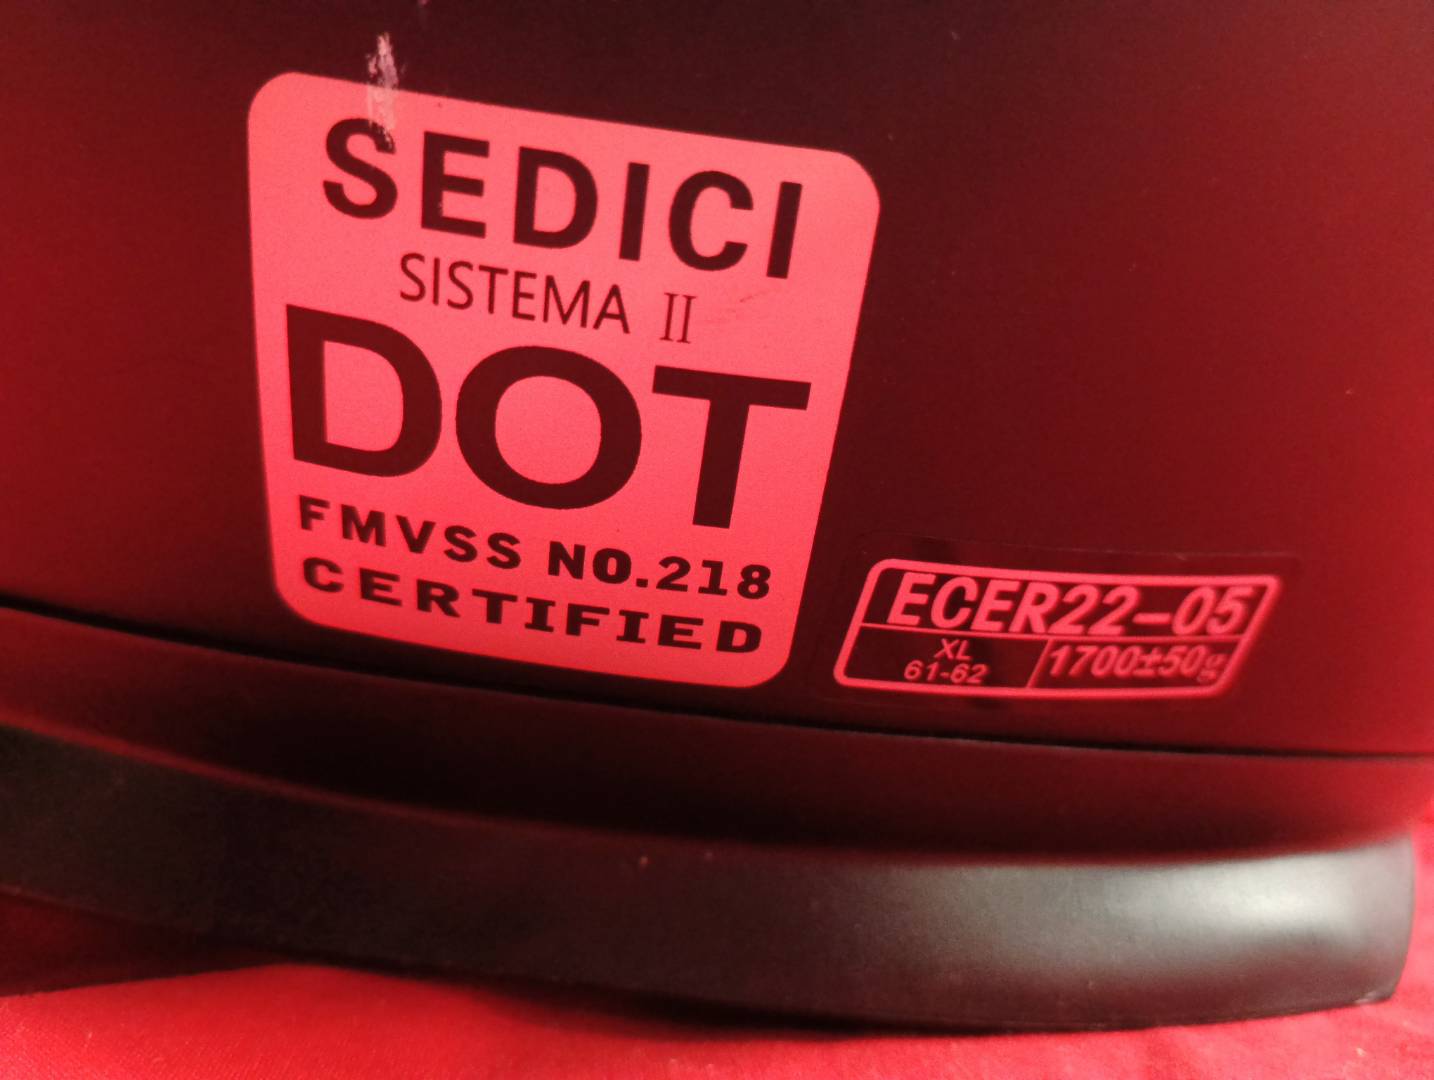 SEDICI
SISTEMA II
DOT
FMVSS NO.218
CERTIFIED
ECER22-05
XL
61-62
1700±50g